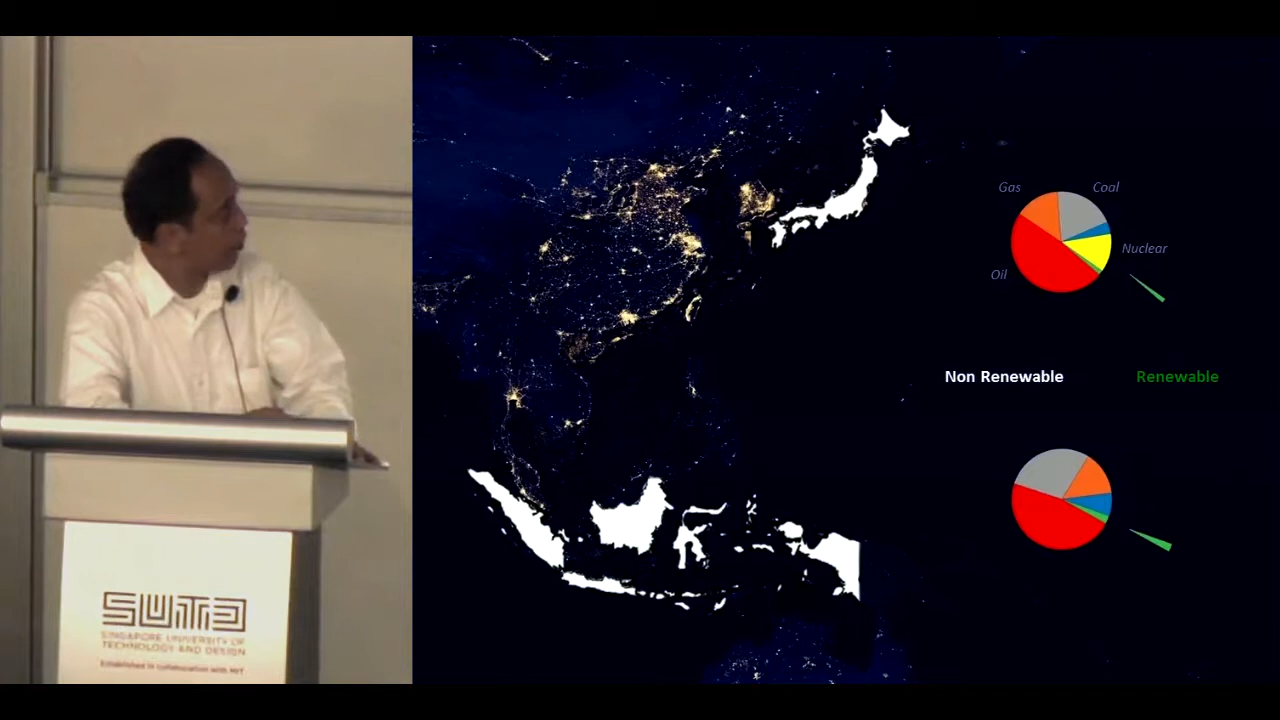 SUTD
SINGAPORE UNIVERSITY OF
TECHNOLOGY AND DESIGN
Established in collaboration with MIT
Gas
Coal
Nuclear
Oil
Non Renewable
Renewable